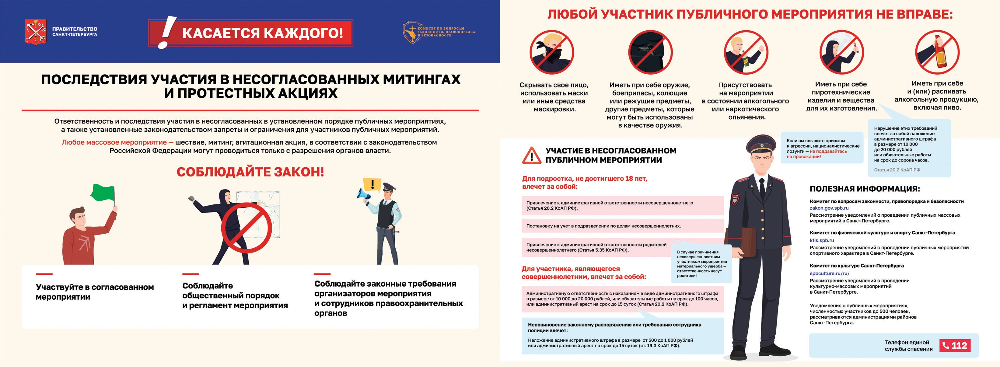 ПРАВИТЕЛЬСТВО
САНКТ-ПЕТЕРБУРГА
КАСАЕТСЯ КАЖДОГО!
КОМИТЕТ ПО ВОПРОСАМ
ЗАКОННОСТИ, ПРАВОПОРЯДКА
И БЕЗОПАСНОСТИ
ПОСЛЕДСТВИЯ УЧАСТИЯ В НЕСОГЛАСОВАННЫХ МИТИНГАХ
И ПРОТЕСТНЫХ АКЦИЯХ
Ответственность и последствия участия в несогласованных в установленном порядке публичных мероприятиях,
а также установленные законодательством запреты и ограничения для участников публичных мероприятий.
Любое массовое мероприятие — шествие, митинг, агитационная акция, в соответствии с законодательством
Российской Федерации могут проводиться только с разрешения органов власти.
СОБЛЮДАЙТЕ ЗАКОН!
!
Участвуйте в согласованном
мероприятии
Соблюдайте
общественный порядок
и регламент мероприятия
Соблюдайте законные требования
организаторов мероприятия
и сотрудников правоохранительных
органов
ЛЮБОЙ УЧАСТНИК ПУБЛИЧНОГО МЕРОПРИЯТИЯ НЕ ВПРАВЕ:
Скрывать свое лицо,
использовать маски
или иные средства
маскировки.
Иметь при себе оружие,
боеприпасы, колющие
или режущие предметы,
другие предметы, которые
могут быть использованы
в качестве оружия.
Присутствовать
на мероприятии
в состоянии алкогольного
или наркотического
опьянения.
Иметь при себе
пиротехнические
изделия и вещества
для их изготовления.
Иметь при себе
и (или) распивать
алкогольную продукцию,
включая пиво.
Нарушение этих требований
влечет за собой наложение
административного штрафа
в размере от 10 000
до 20 000 рублей
или обязательные работы
на срок до сорока часов.
Статья 20.2 КоАП РФ
Если вы слышите призывы
к агрессии, националистические
лозунги — не поддавайтесь
на провокации!
УЧАСТИЕ В НЕСОГЛАСОВАННОМ
ПУБЛИЧНОМ МЕРОПРИЯТИИ
Для подростка, не достигшего 18 лет,
влечет за собой:
Привлечение к административной ответственности несовершеннолетнего
(Статья 20.2 КоАП РФ).
Постановку на учет в подразделении по делам несовершеннолетних.
Привлечение к административной ответственности родителей
несовершеннолетнего (Статья 5.35 КоАП РФ).
В случае причинения
несовершеннолетним
участником мероприятия
материального ущерба —
ответственность несут
родители!
Для участника, являющегося
совершеннолетним, влечет за собой:
Административную ответственность с наказанием в виде административного штрафа
в размере от 10 000 до 20 000 рублей, или обязательные работы на срок до 100 часов,
или административный арест на срок до 15 суток (Статья 20.2 КоАП РФ).
Неповиновение законному распоряжению или требованию сотрудника
полиции влечет:
Наложение административного штрафа в размере от 500 до 1 000 рублей
или административный арест на срок до 15 суток (ст. 19.3 КоАП РФ).
ПОЛЕЗНАЯ ИНФОРМАЦИЯ:
Комитет по вопросам законности, правопорядка и безопасности
zakon.gov.spb.ru
Рассмотрение уведомлений о проведении публичных массовых
мероприятий в Санкт-Петербурге.
Комитет по физической культуре и спорту Санкт-Петербурга
kfis.spb.ru
Рассмотрение уведомлений о проведении публичных мероприятий
спортивного характера в Санкт-Петербурге.
Комитет по культуре Санкт-Петербурга
spbculture.ru/ru/
Рассмотрение уведомлений о проведении
культурно-массовых мероприятий
в Санкт-Петербурге.
Уведомления о публичных мероприятиях,
численностью участников до 500 человек,
рассматриваются администрациями районов
Санкт-Петербурга.
Телефон единой
службы спасения
112